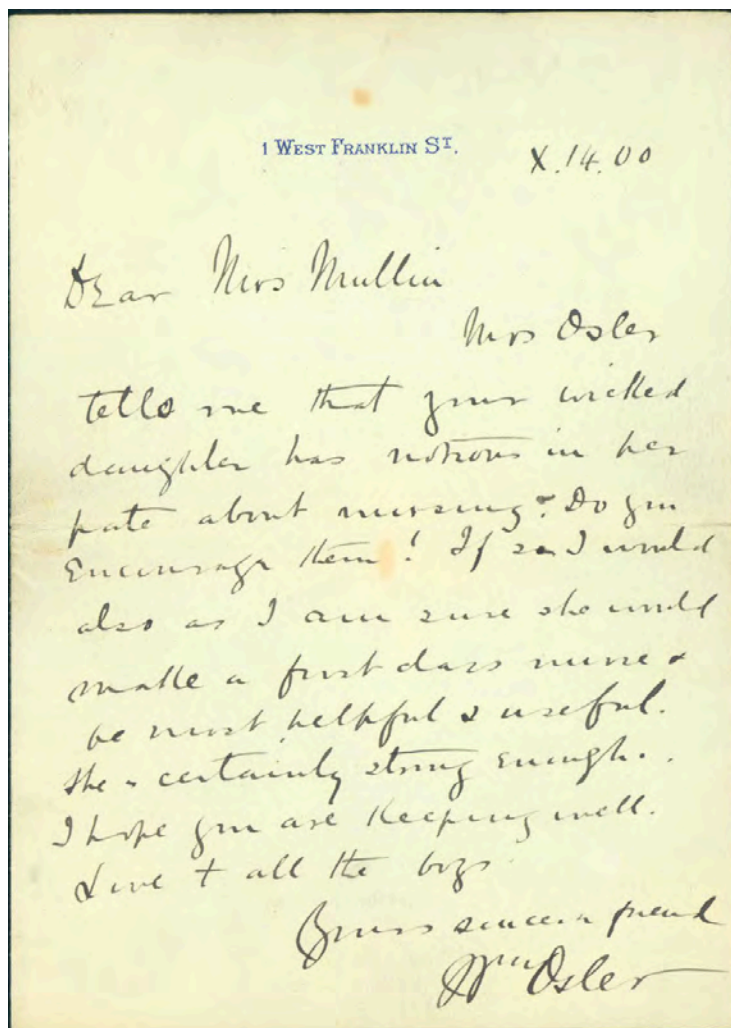 1 WEST FRANKLIN ST.
X.14.00
Dear Mrs Mullin
Mrs Osler
tells me that your wicked
daughter has notions in her
pate about nursing. Do you
Encourage them! If so I would
also as I am sure she would
make a first class nurse &
be most helpful & useful.
She is certainly strong Enough.
I hope you are Keeping well.
Love to all the boys
Yours sincere friend
Wm Osler